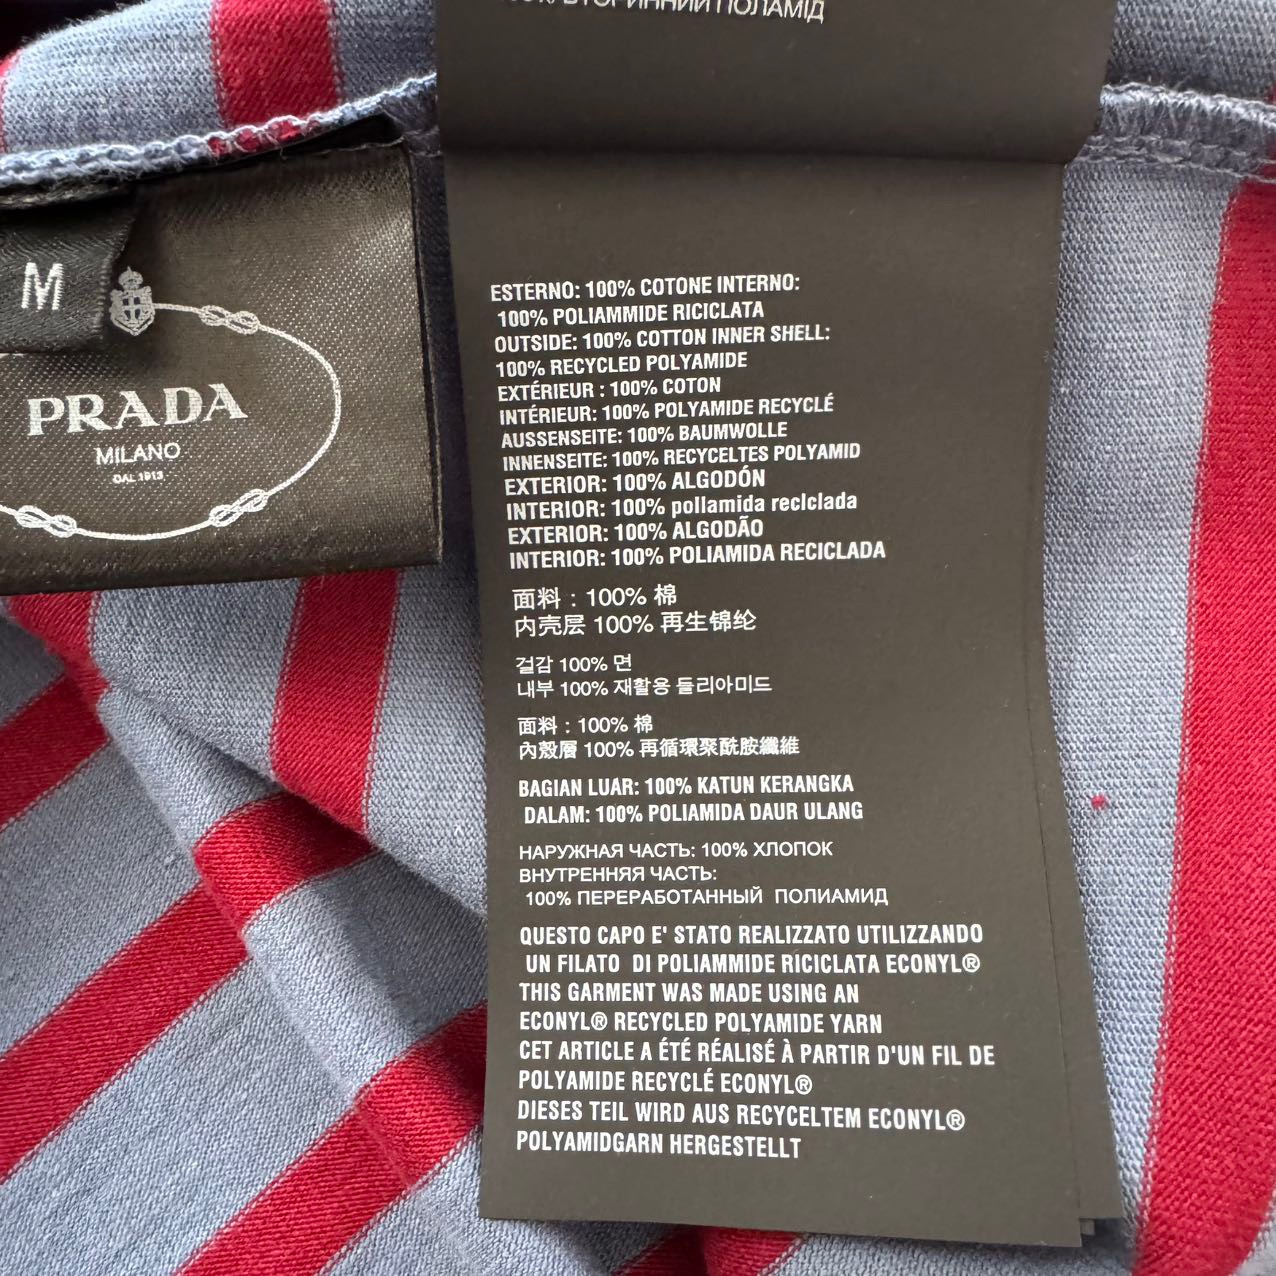 ПОЛАМІД
M
PRADA
MILANO
DAL 1913
ESTERNO: 100% COTONE INTERNO:
100% POLIAMMIDE RICICLATA
OUTSIDE: 100% COTTON INNER SHELL:
100% RECYCLED POLYAMIDE
EXTÉRIEUR : 100% COTON
INTÉRIEUR: 100% POLYAMIDE RECYCLÉ
AUSSENSEITE: 100% BAUMWOLLE
INNENSEITE: 100% RECYCELTES POLYAMID
EXTERIOR: 100% ALGODÓN
INTERIOR: 100% pollamida reclclada
EXTERIOR: 100% ALGODÃO
INTERIOR: 100% POLIAMIDA RECICLADA
面料：100% 棉
内壳层 100% 再生锦纶
걸감 100% 면
내부 100% 재활용 들리아미드
面料：100% 棉
內殼層 100% 再循環聚酰胺纖維
BAGIAN LUAR: 100% KATUN KERANGKA
DALAM: 100% POLIAMIDA DAUR ULANG
НАРУЖНАЯ ЧАСТЬ: 100% ХЛОПОК
ВНУТРЕННЯЯ ЧАСТЬ:
100% ПЕРЕРАБОТАННЫЙ ПОЛИАМИД
QUESTO CAPO E' STATO REALIZZATO UTILIZZANDO
UN FILATO DI POLIAMMIDE RÍCICLATA ECONYL®
THIS GARMENT WAS MADE USING AN
ECONYL® RECYCLED POLYAMIDE YARN
CET ARTICLE A ÉTÉ RÉALISÉ À PARTIR D'UN FIL DE
POLYAMIDE RECYCLÉ ECONYL®
DIESES TEIL WIRD AUS RECYCELTEM ECONYL®
POLYAMIDGARN HERGESTELLT